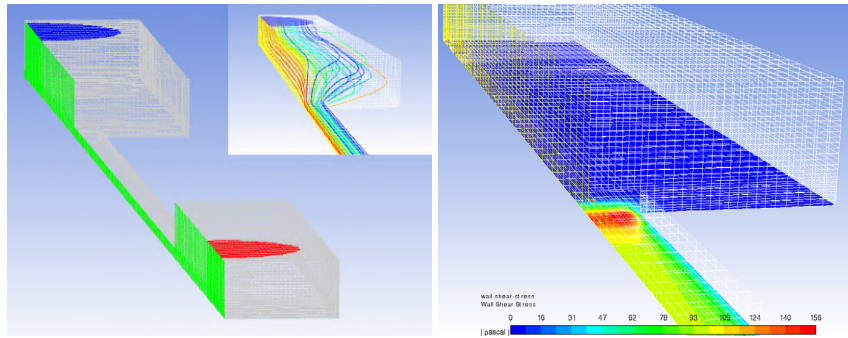 wall-shear-stress
Wall Shear Stress
0 16 31 47 62 78 93 109 124 140 156
[ pascal ]